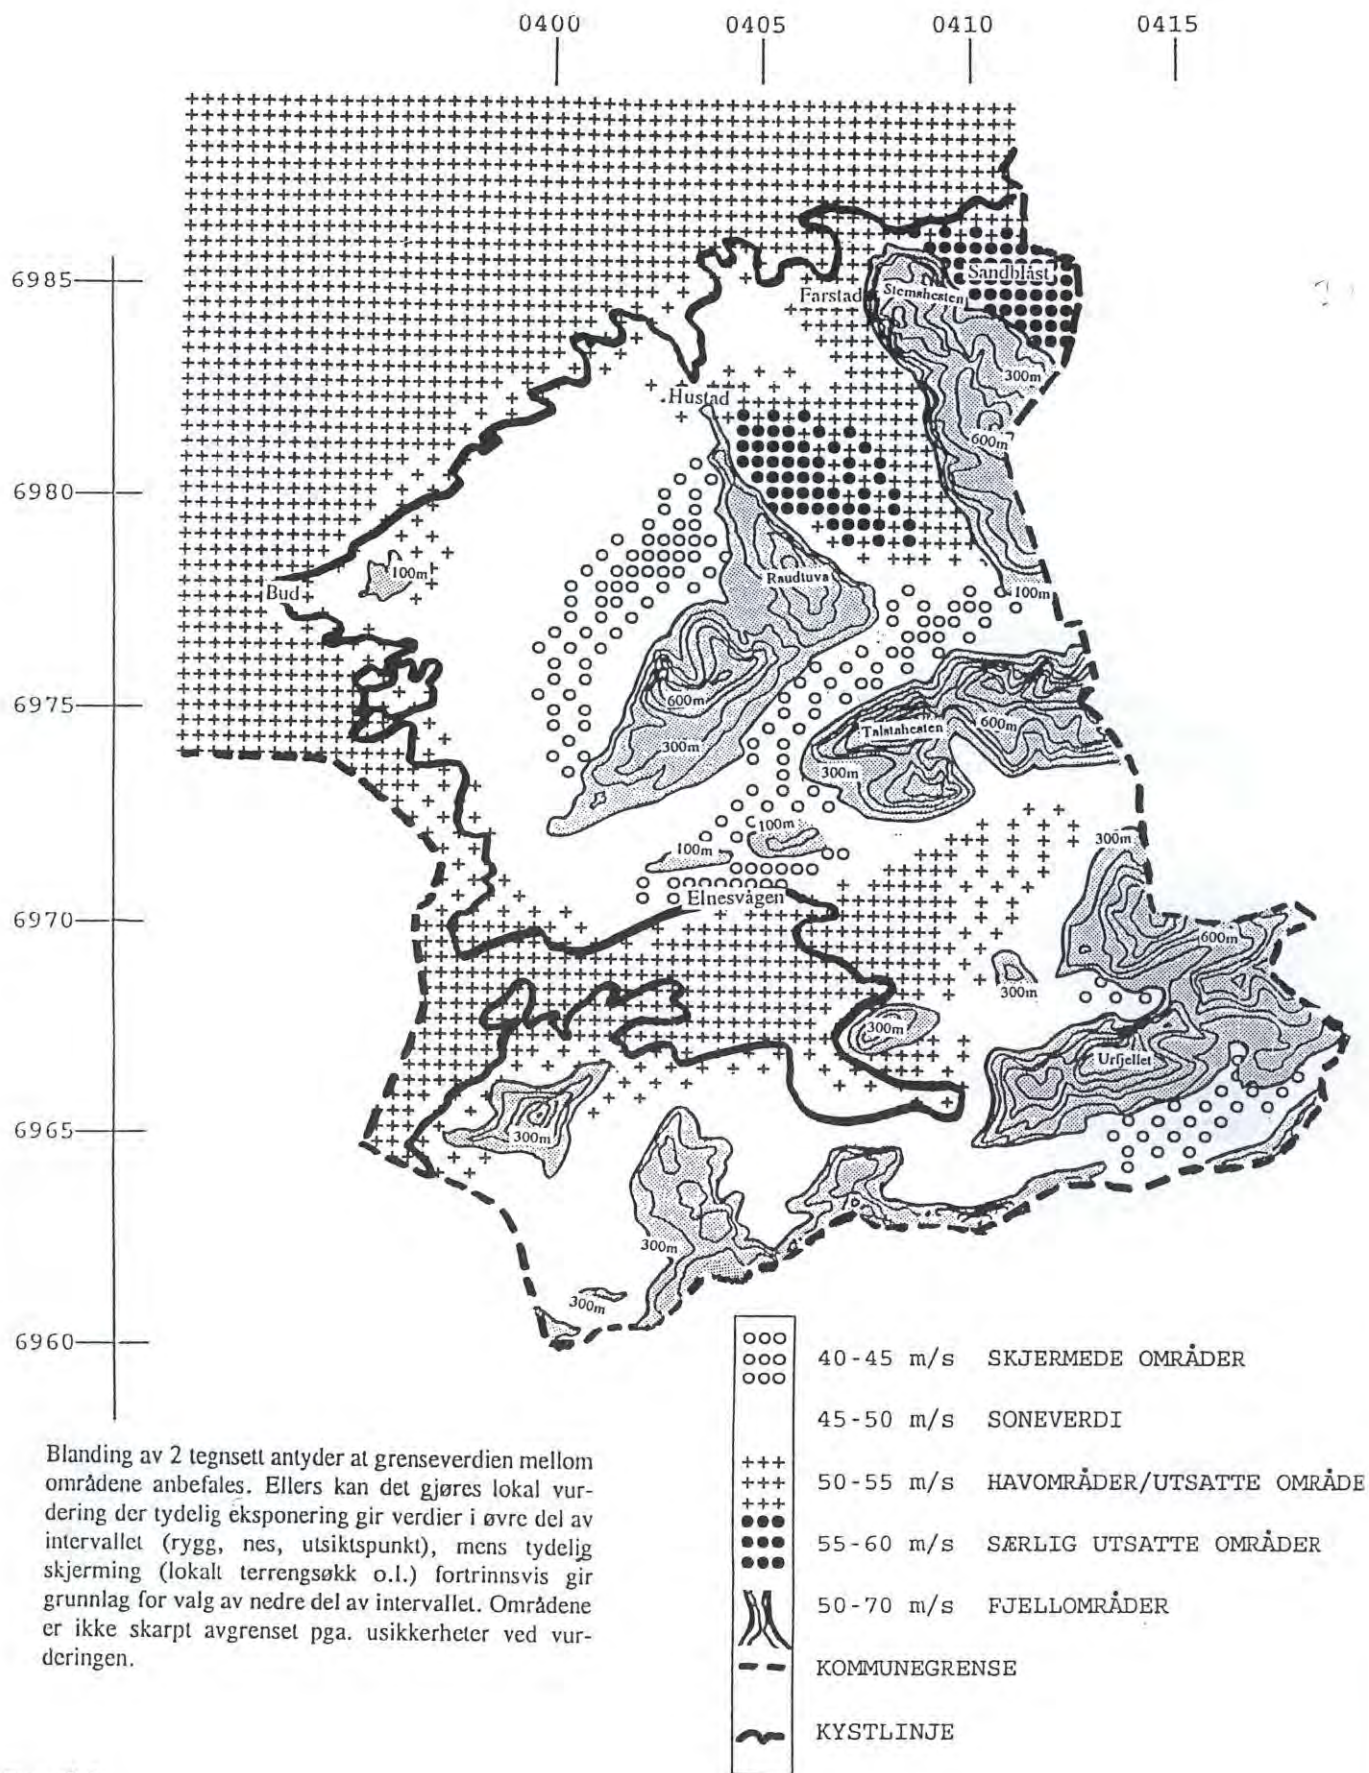 0400 0405 0410 0415
6985
Sandblåst
Farstad
Stemshesten
300m
Hustad
600m
6980
Raudtuva
100m
Bud
100m
6975
600m
Talstahesten
600m
300m
300m
100m
300m
100m
Elnesvågen
6970
600m
300m
300m
Urfjellet
6965
300m
300m
300m
6960
40-45 m/s SKJERMEDE OMRÅDER
45-50 m/s SONEVERDI
50-55 m/s HAVOMRÅDER/UTSATTE OMRÅDE
55-60 m/s SÆRLIG UTSATTE OMRÅDER
50-70 m/s FJELLOMRÅDER
KOMMUNEGRENSE
KYSTLINJE
Blanding av 2 tegnsett antyder at grenseverdien mellom
områdene anbefales. Ellers kan det gjøres lokal vur-
dering der tydelig eksponering gir verdier i øvre del av
intervallet (rygg, nes, utsiktspunkt), mens tydelig
skjerming (lokalt terrengsøkk o.l.) fortrinnsvis gir
grunnlag for valg av nedre del av intervallet. Områdene
er ikke skarpt avgrenset pga. usikkerheter ved vur-
deringen.